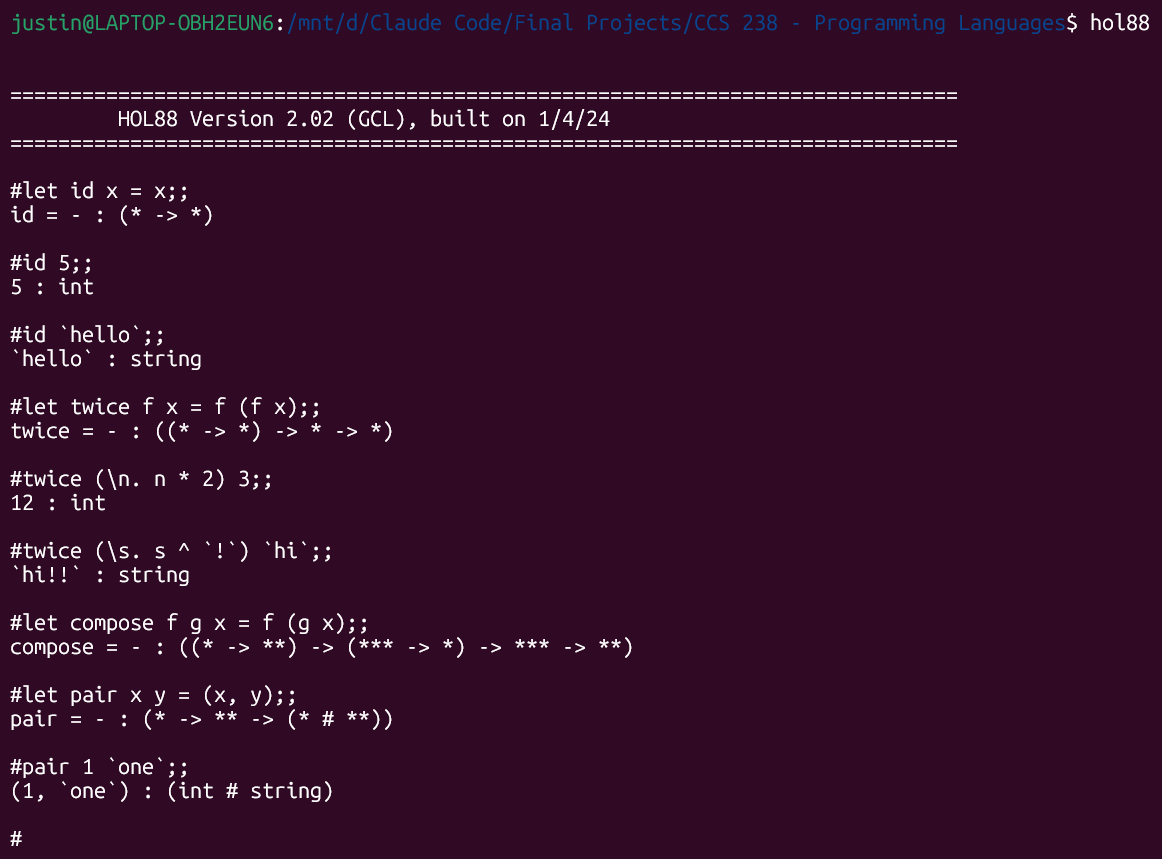 justin@LAPTOP-OBH2EUN6:/mnt/d/Claude Code/Final Projects/CCS 238 - Programming Languages$ hol88
===============================================================================
HOL88 Version 2.02 (GCL), built on 1/4/24
===============================================================================
#let id x = x;;
id = - : (* -> *)
#id 5;;
5 : int
#id `hello`;;
`hello` : string
#let twice f x = f (f x);;
twice = - : ((* -> *) -> * -> *)
#twice (\n. n * 2) 3;;
12 : int
#twice (\s. s ^ `!`) `hi`;;
`hi!!` : string
#let compose f g x = f (g x);;
compose = - : ((* -> **) -> (*** -> *) -> *** -> **)
#let pair x y = (x, y);;
pair = - : (* -> ** -> (* # **))
#pair 1 `one`;;
(1, `one`) : (int # string)
#